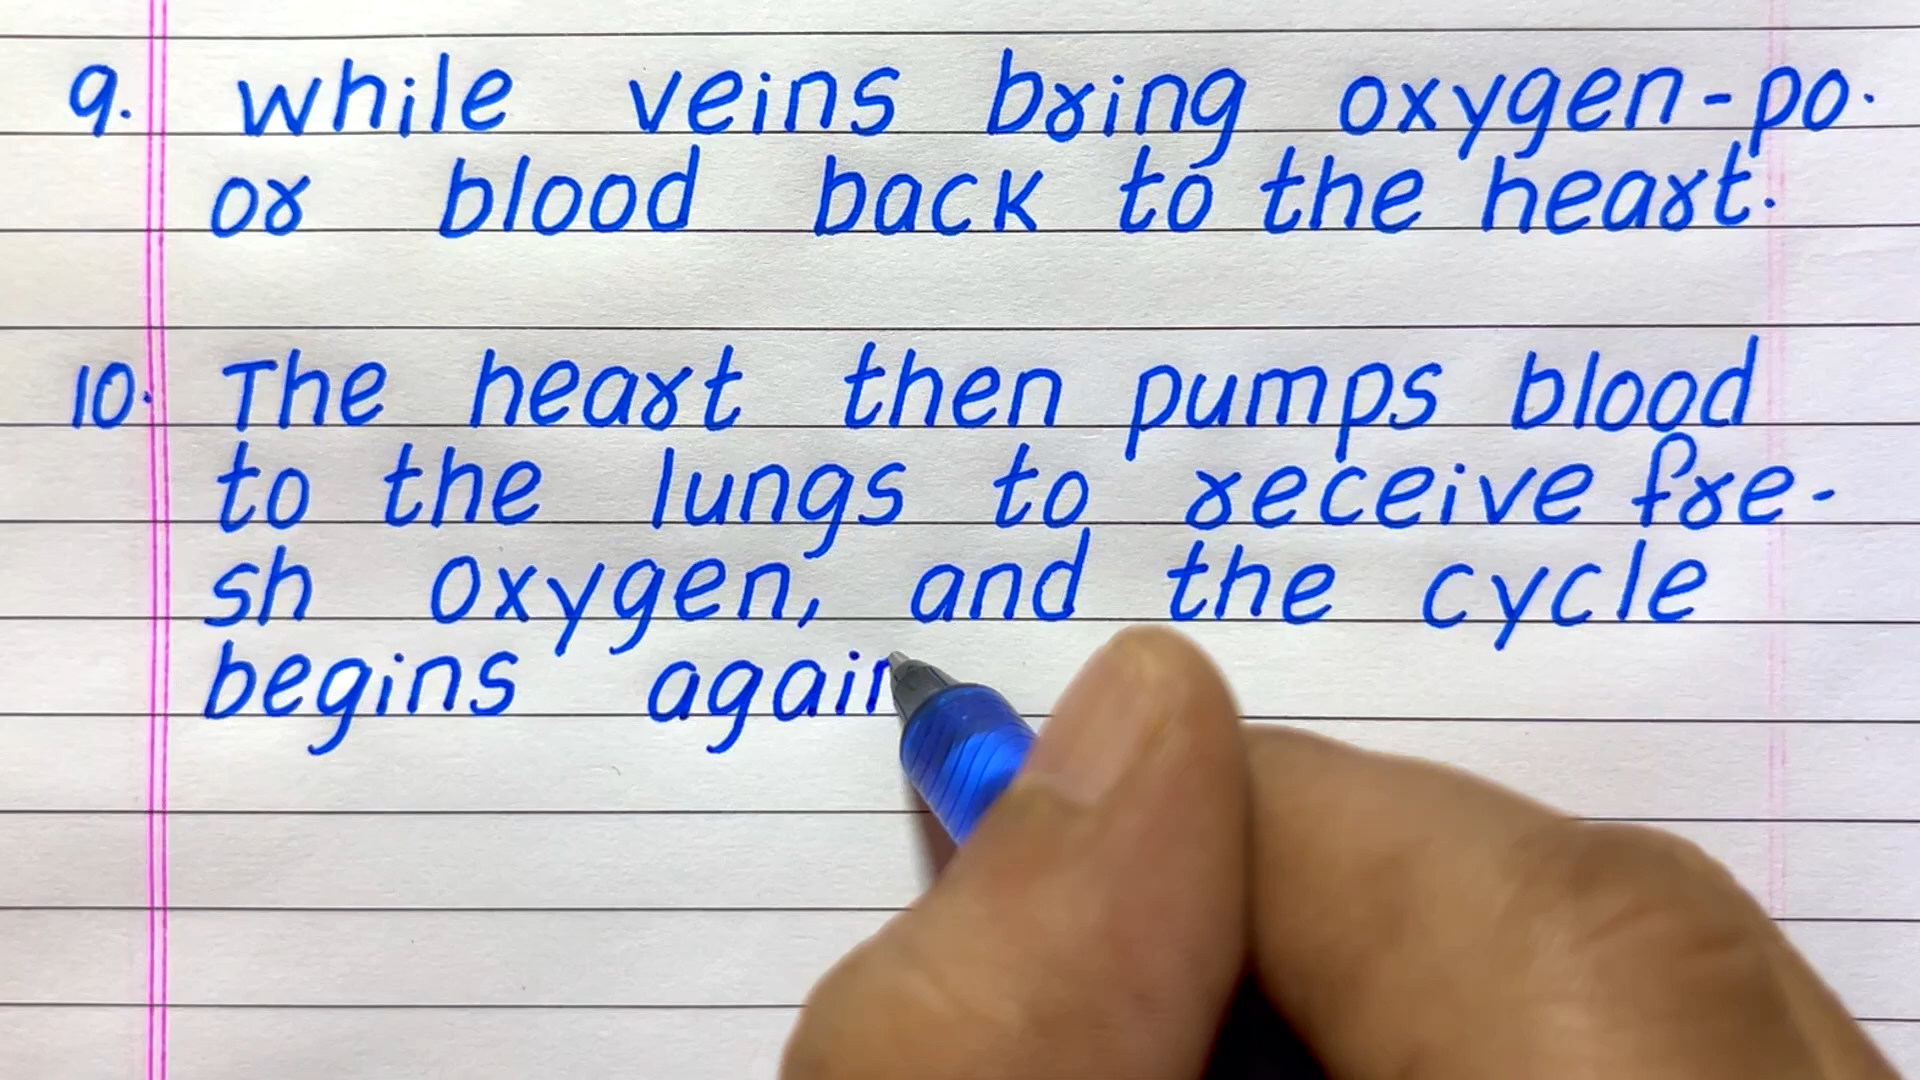 9. While veins bring oxygen-po.
or blood back to the heart.
10. The heart then pumps blood
to the lungs to receive fre-
sh oxygen, and the cycle
begins again